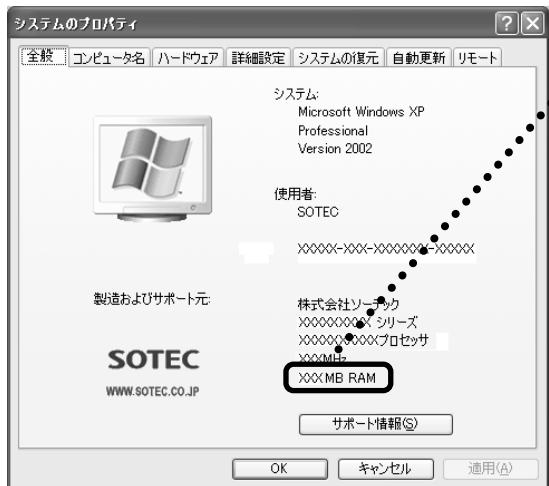 システムのプロパティ
全般 コンピュータ名 ハードウェア 詳細設定 システムの復元 自動更新 リモート
システム:
Microsoft Windows XP
Professional
Version 2002
使用者:
SOTEC
XXXXX-XXX-XXXXXXX-XXXXX
製造およびサポート元:
株式会社ソーテック
XXXXXXXXXX シリーズ
XXXXXXXXXXプロセッサ
XXXMHz
XXXMB RAM
SOTEC
WWW.SOTEC.CO.JP
サポート情報(S)
OK キャンセル 適用(A)